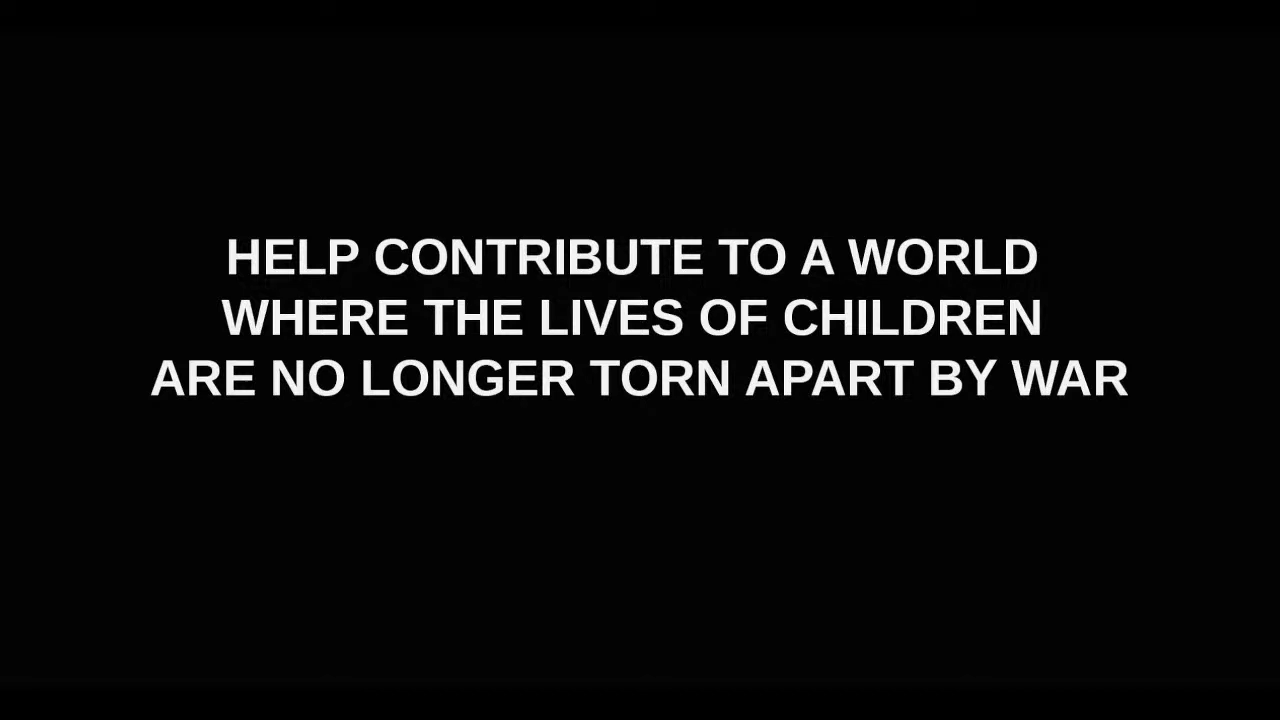 HELP CONTRIBUTE TO A WORLD
WHERE THE LIVES OF CHILDREN
ARE NO LONGER TORN APART BY WAR